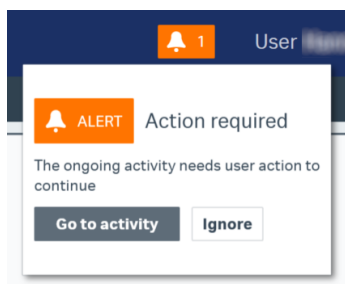 1 User
ALERT Action required
The ongoing activity needs user action to
continue
Go to activity Ignore